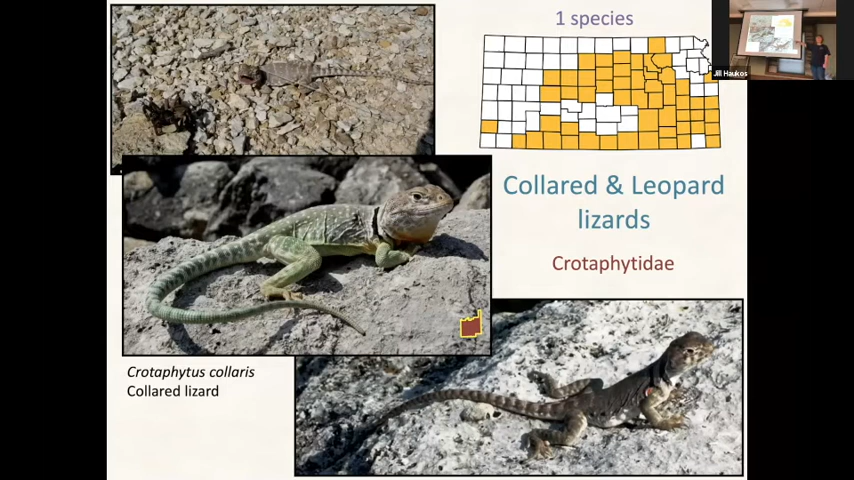 1 species
Jill Haukos
Collared & Leopard
lizards
Crotaphytidae
Crotaphytus collaris
Collared lizard